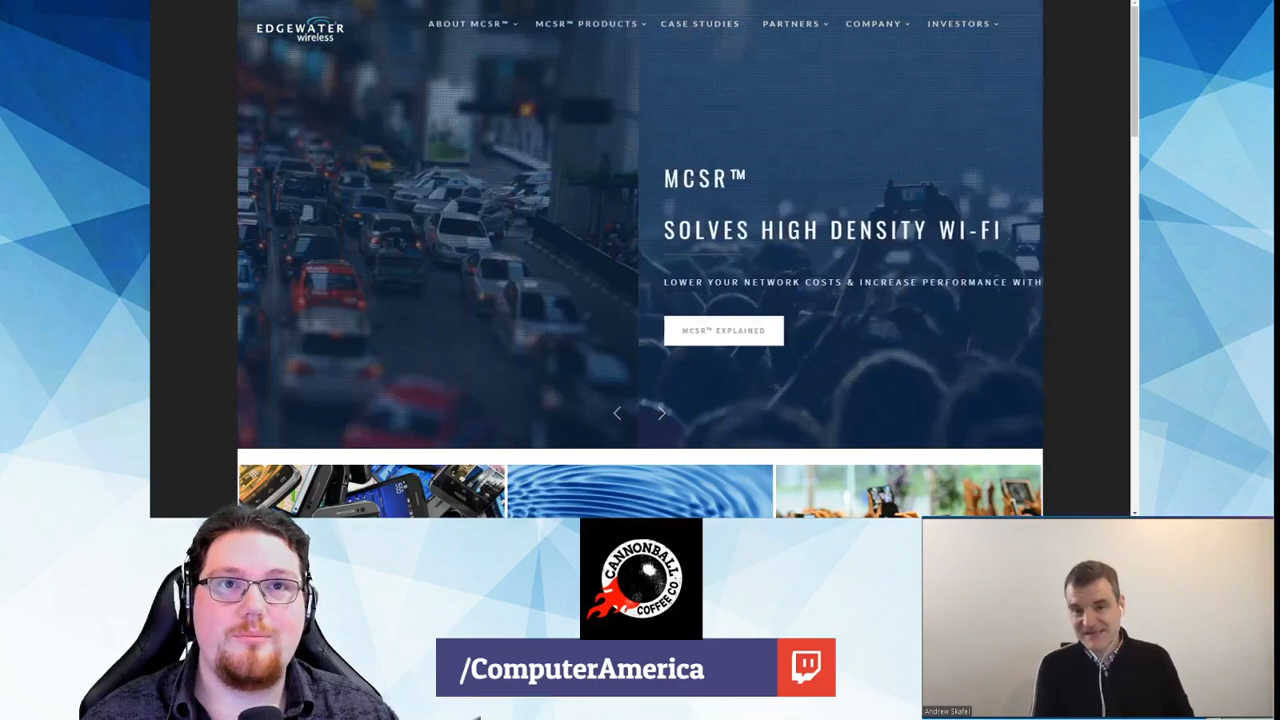 EDGEWATER
wireless
ABOUT MCSR™ MCSR™ PRODUCTS CASE STUDIES PARTNERS COMPANY INVESTORS
MCSR™
SOLVES HIGH DENSITY WI-FI
LOWER YOUR NETWORK COSTS & INCREASE PERFORMANCE WITH
MCSR™ EXPLAINED
CANNONBALL
COFFEE CO
/ComputerAmerica
Andrew Skafel